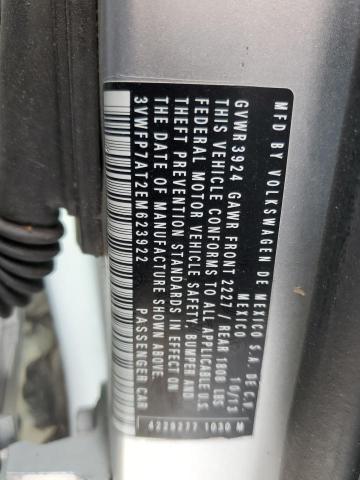 MFD BY VOLKSWAGEN DE MEXICO S.A. DE C.V.
MEXICO 10/13
GVWR 3924 GAWR FRONT 2227 / REAR 1808 LBS
THIS VEHICLE CONFORMS TO ALL APPLICABLE U.S.
FEDERAL MOTOR VEHICLE SAFETY, BUMPER AND
THEFT PREVENTION STANDARDS IN EFFECT ON
THE DATE OF MANUFACTURE SHOWN ABOVE
3VWFP7AT2EM623922 PASSENGER CAR
4229277 1030 M